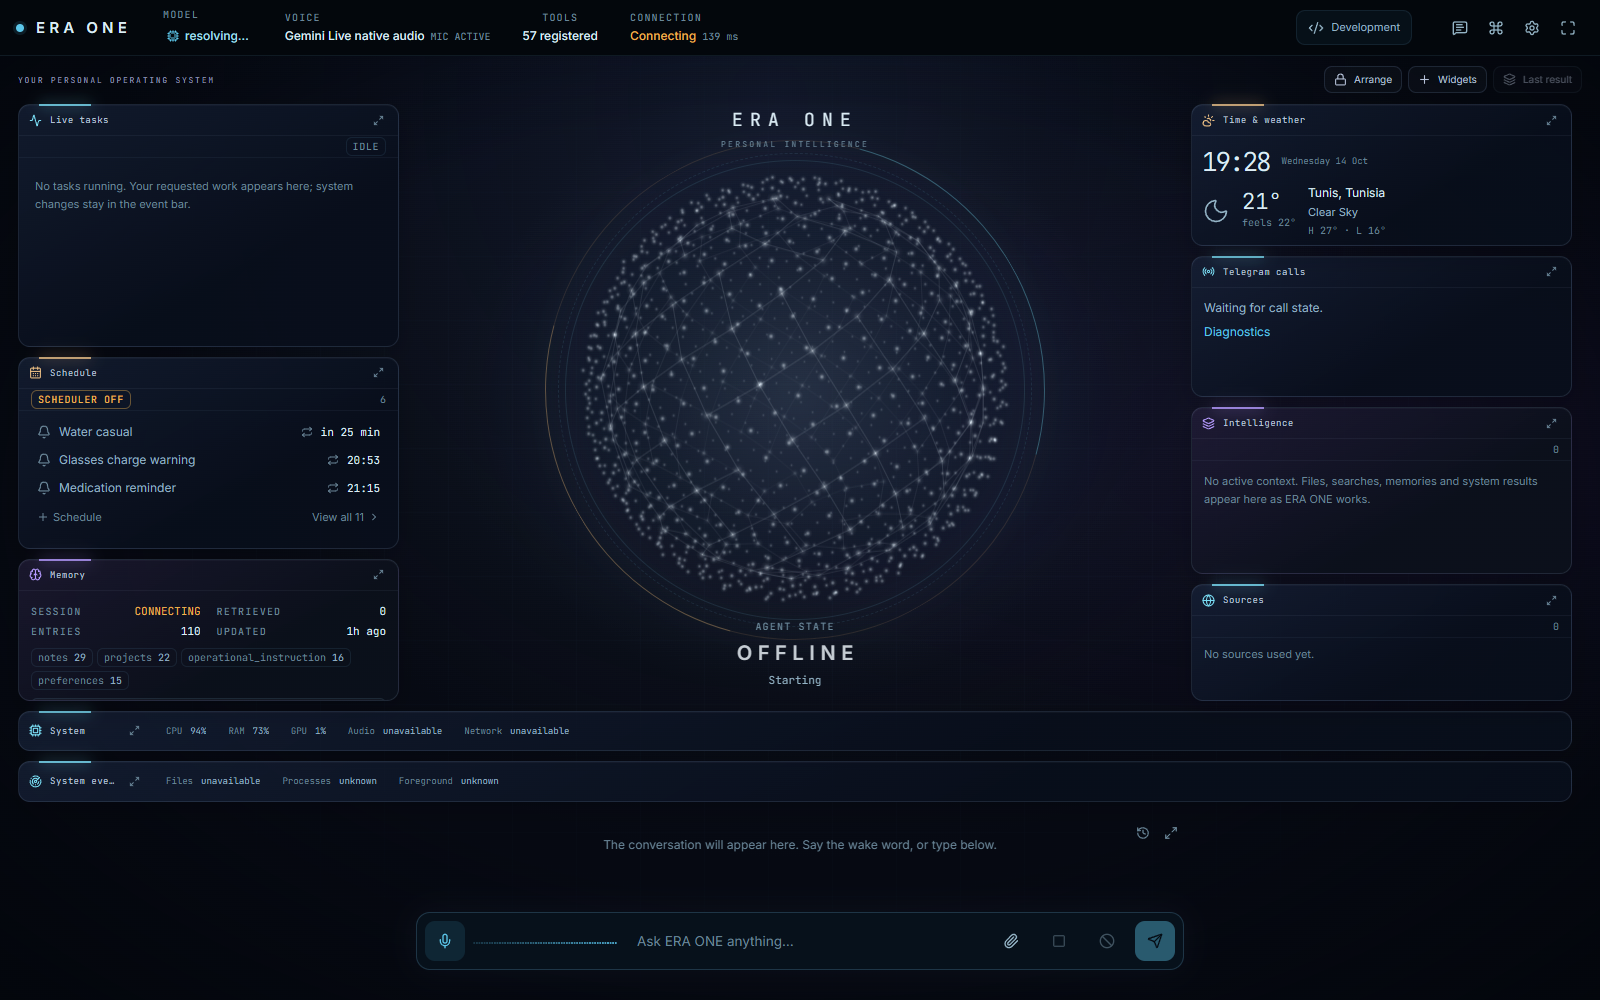 ERA ONE
MODEL
resolving...
VOICE
Gemini Live native audio MIC ACTIVE
TOOLS
57 registered
CONNECTION
Connecting 139 ms
Development
YOUR PERSONAL OPERATING SYSTEM
Arrange
Widgets
Last result
Live tasks
IDLE
No tasks running. Your requested work appears here; system
changes stay in the event bar.
Schedule
SCHEDULER OFF
6
Water casual in 25 min
Glasses charge warning 20:53
Medication reminder 21:15
+ Schedule View all 11 >
Memory
SESSION CONNECTING RETRIEVED 0
ENTRIES 110 UPDATED 1h ago
notes 29 projects 22 operational_instruction 16
preferences 15
ERA ONE
PERSONAL INTELLIGENCE
AGENT STATE
OFFLINE
Starting
Time & weather
19:28 Wednesday 14 Oct
21°
feels 22°
Tunis, Tunisia
Clear Sky
H 27° · L 16°
Telegram calls
Waiting for call state.
Diagnostics
Intelligence
0
No active context. Files, searches, memories and system results
appear here as ERA ONE works.
Sources
0
No sources used yet.
System CPU 94% RAM 73% GPU 1% Audio unavailable Network unavailable
System eve… Files unavailable Processes unknown Foreground unknown
The conversation will appear here. Say the wake word, or type below.
Ask ERA ONE anything...